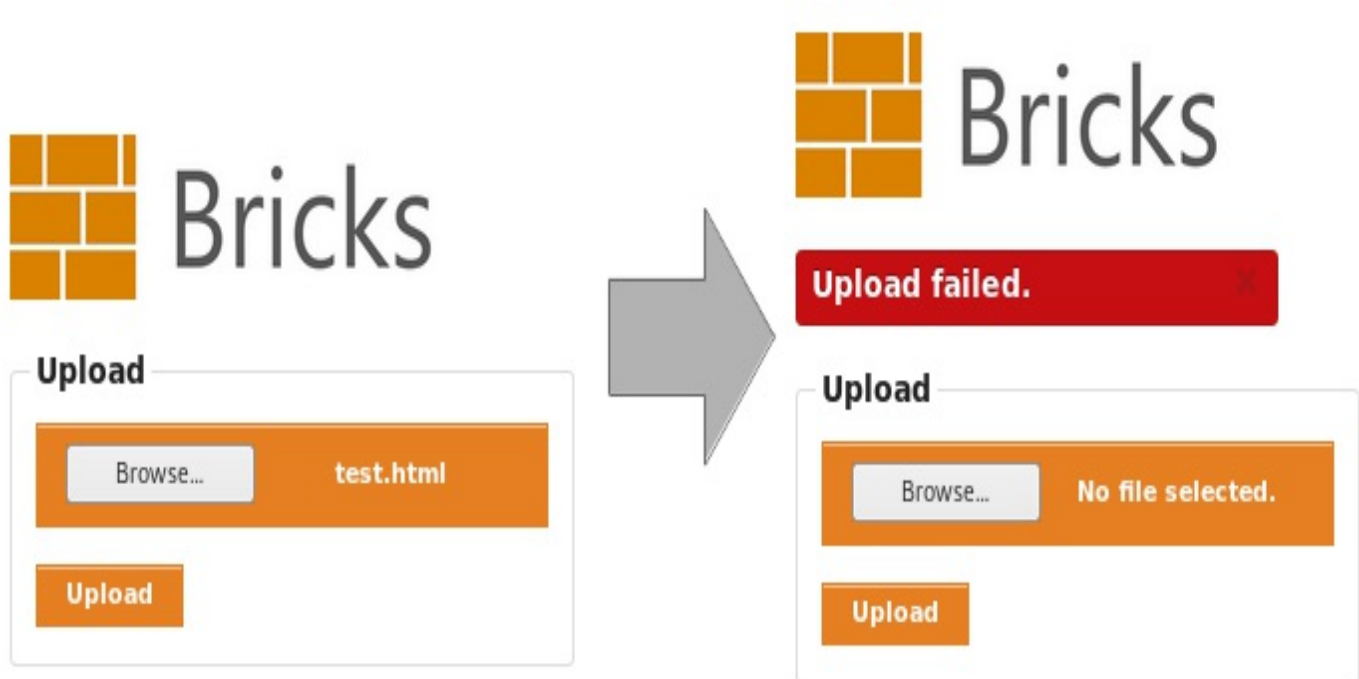 Bricks
Upload
Browse...
test.html
Upload
Bricks
Upload failed.
x
Upload
Browse...
No file selected.
Upload